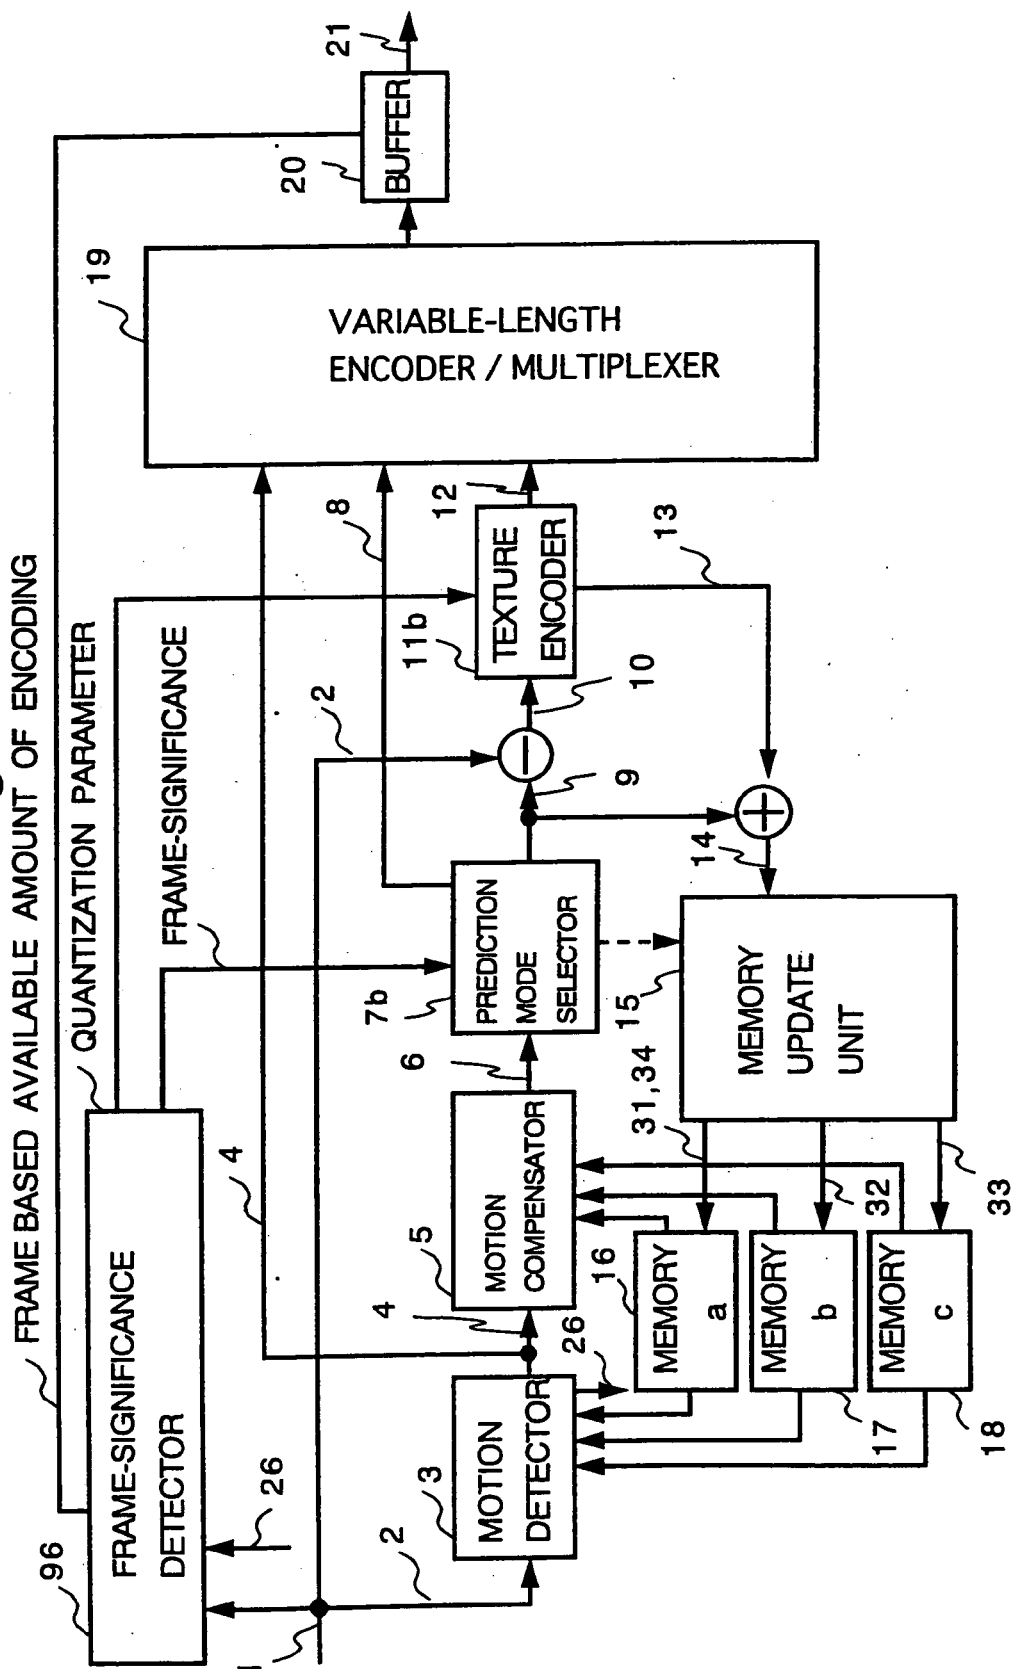 FRAME BASED AVAILABLE AMOUNT OF ENCODING
QUANTIZATION PARAMETER
FRAME-SIGNIFICANCE
96
FRAME-SIGNIFICANCE
DETECTOR
26
2
2
4
4
3
MOTION
DETECTOR
26
5
MOTION
COMPENSATOR
6
7b
PREDICTION
MODE
SELECTOR
8
9
10
11b
TEXTURE
ENCODER
12
13
14
15
MEMORY
UPDATE
UNIT
31,34
32
33
16
MEMORY
a
MEMORY
b
17
MEMORY
c
18
19
VARIABLE-LENGTH
ENCODER / MULTIPLEXER
20
BUFFER
21